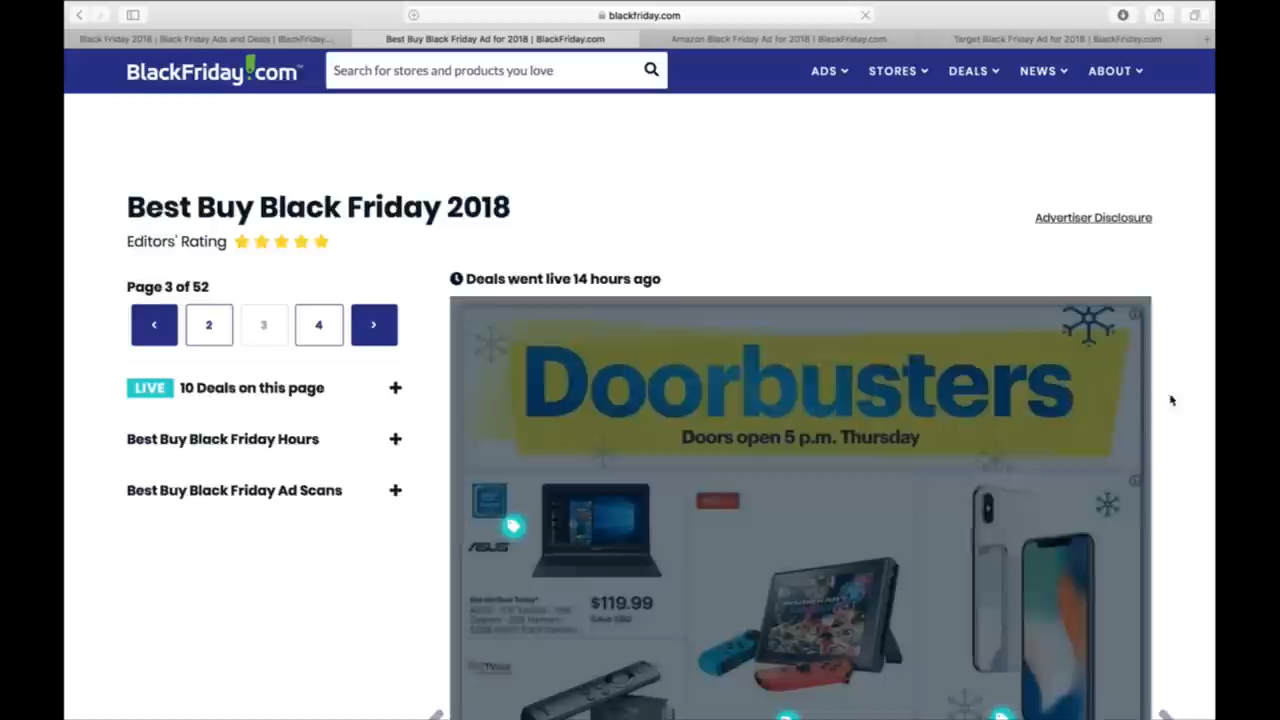 blackfriday.com
Black Friday 2018 | Black Friday Ads and Deals | BlackFriday...
Best Buy Black Friday Ad for 2018 | BlackFriday.com
Amazon Black Friday Ad for 2018 | BlackFriday.com
Target Black Friday Ad for 2018 | BlackFriday.com
BlackFriday!com
Search for stores and products you love
ADS
STORES
DEALS
NEWS
ABOUT
Best Buy Black Friday 2018
Editors' Rating
Advertiser Disclosure
Deals went live 14 hours ago
Page 3 of 52
‹ 2 3 4 ›
LIVE 10 Deals on this page +
Best Buy Black Friday Hours +
Best Buy Black Friday Ad Scans +
Doorbusters
Doors open 5 p.m. Thursday
ASUS
$119.99